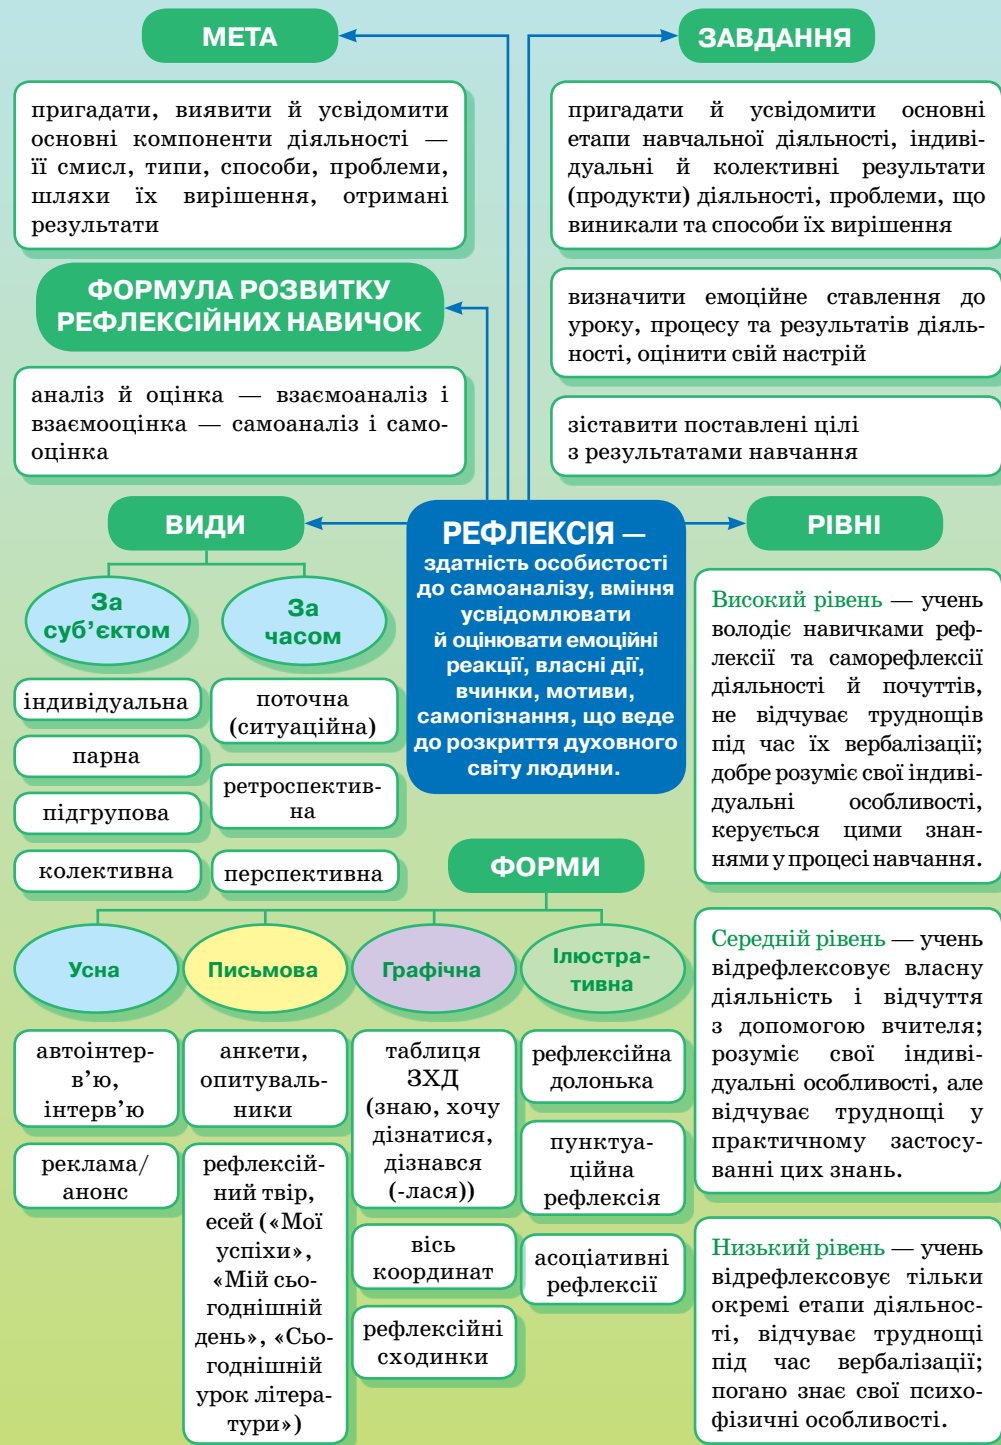 МЕТА
пригадати, виявити й усвідомити
основні компоненти діяльності —
її смисл, типи, способи, проблеми,
шляхи їх вирішення, отримані
результати
ЗАВДАННЯ
пригадати й усвідомити основні
етапи навчальної діяльності, індиві-
дуальні й колективні результати
(продукти) діяльності, проблеми, що
виникали та способи їх вирішення
визначити емоційне ставлення до
уроку, процесу та результатів діяль-
ності, оцінити свій настрій
зіставити поставлені цілі
з результатами навчання
ФОРМУЛА РОЗВИТКУ
РЕФЛЕКСІЙНИХ НАВИЧОК
аналіз й оцінка — взаємоаналіз і
взаємооцінка — самоаналіз і само-
оцінка
РЕФЛЕКСІЯ —
здатність особистості
до самоаналізу, вміння
усвідомлювати
й оцінювати емоційні
реакції, власні дії,
вчинки, мотиви,
самопізнання, що веде
до розкриття духовного
світу людини.
ВИДИ
За
суб’єктом
індивідуальна
парна
підгрупова
колективна
За
часом
поточна
(ситуаційна)
ретроспектив-
на
перспективна
РІВНІ
Високий рівень — учень
володіє навичками реф-
лексії та саморефлексії
діяльності й почуттів,
не відчуває труднощів
під час їх вербалізації;
добре розуміє свої індиві-
дуальні особливості,
керується цими знан-
нями у процесі навчання.
Середній рівень — учень
відрефлексовує власну
діяльність і відчуття
з допомогою вчителя;
розуміє свої індиві-
дуальні особливості, але
відчуває труднощі у
практичному застосу-
ванні цих знань.
Низький рівень — учень
відрефлексовує тільки
окремі етапи діяльнос-
ті, відчуває труднощі
під час вербалізації;
погано знає свої психо-
фізичні особливості.
ФОРМИ
Усна
автоінтер-
в’ю,
інтерв’ю
реклама/
анонс
Письмова
анкети,
опитуваль-
ники
рефлексій-
ний твір,
есей («Мої
успіхи»,
«Мій сьо-
годнішній
день», «Сьо-
годнішній
урок літера-
тури»)
Графічна
таблиця
ЗХД
(знаю, хочу
дізнатися,
дізнався
(-лася))
вісь
координат
рефлексійні
сходинки
Ілюстра-
тивна
рефлексійна
долонька
пунктуа-
ційна
рефлексія
асоціативні
рефлексії